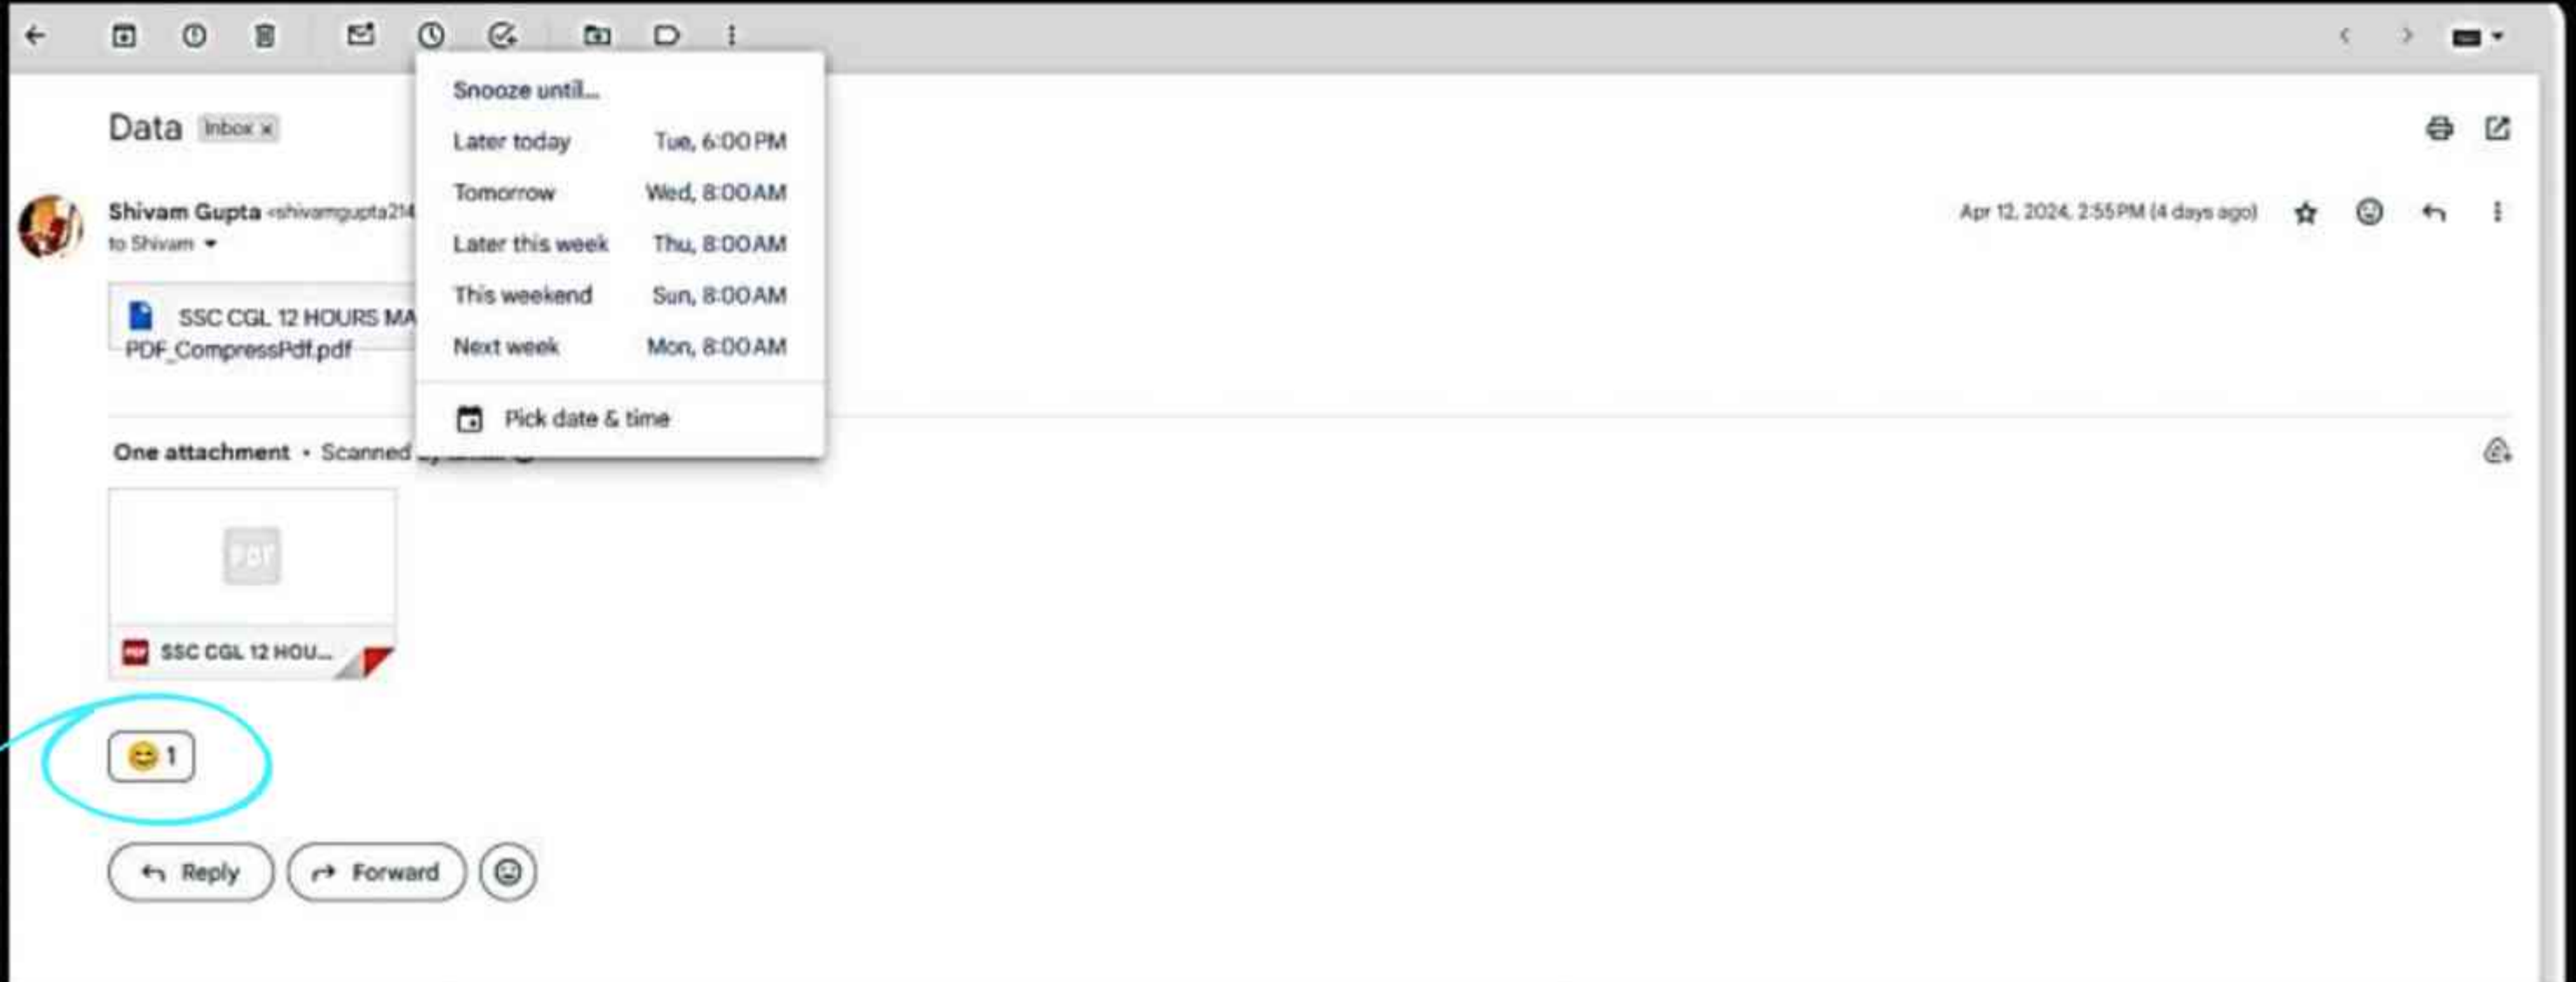 Snooze until...
Later today Tue, 6:00 PM
Tomorrow Wed, 8:00 AM
Later this week Thu, 8:00 AM
This weekend Sun, 8:00 AM
Next week Mon, 8:00 AM
Pick date & time
Data Inbox x
Shivam Gupta <shivamgupta214
to Shivam
Apr 12, 2024, 2:55 PM (4 days ago)
SSC CGL 12 HOURS MA
PDF_CompressPdf.pdf
One attachment • Scanned
PDF
PDF SSC CGL 12 HOU...
😊 1
Reply Forward